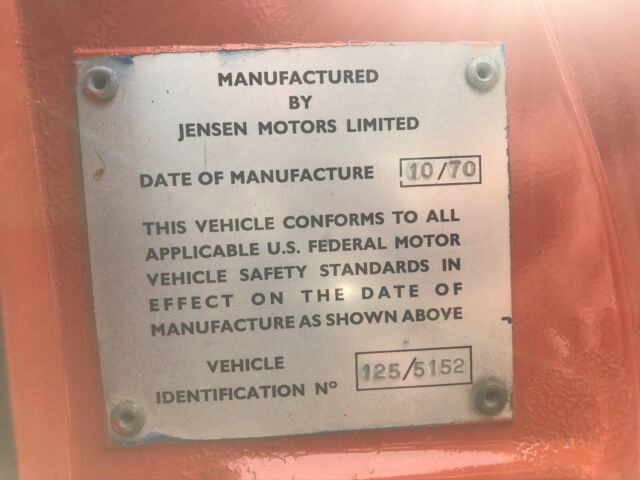 MANUFACTURED
BY
JENSEN MOTORS LIMITED
DATE OF MANUFACTURE 10/70
THIS VEHICLE CONFORMS TO ALL
APPLICABLE U.S. FEDERAL MOTOR
VEHICLE SAFETY STANDARDS IN
EFFECT ON THE DATE OF
MANUFACTURE AS SHOWN ABOVE
VEHICLE
IDENTIFICATION Nº 125/5152